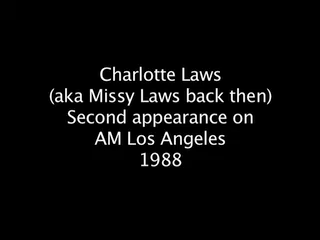 Charlotte Laws
(aka Missy Laws back then)
Second appearance on
AM Los Angeles
1988